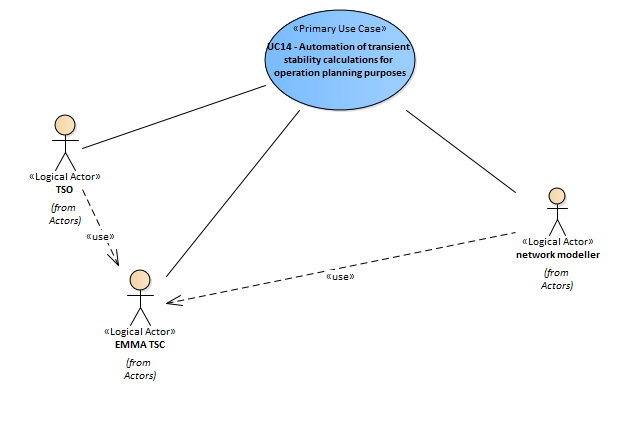 «Primary Use Case»
UC14 - Automation of transient
stability calculations for
operation planning purposes
«Logical Actor»
TSO
(from
Actors)
«use»
«Logical Actor»
network modeller
(from
Actors)
«use»
«Logical Actor»
EMMA TSC
(from
Actors)